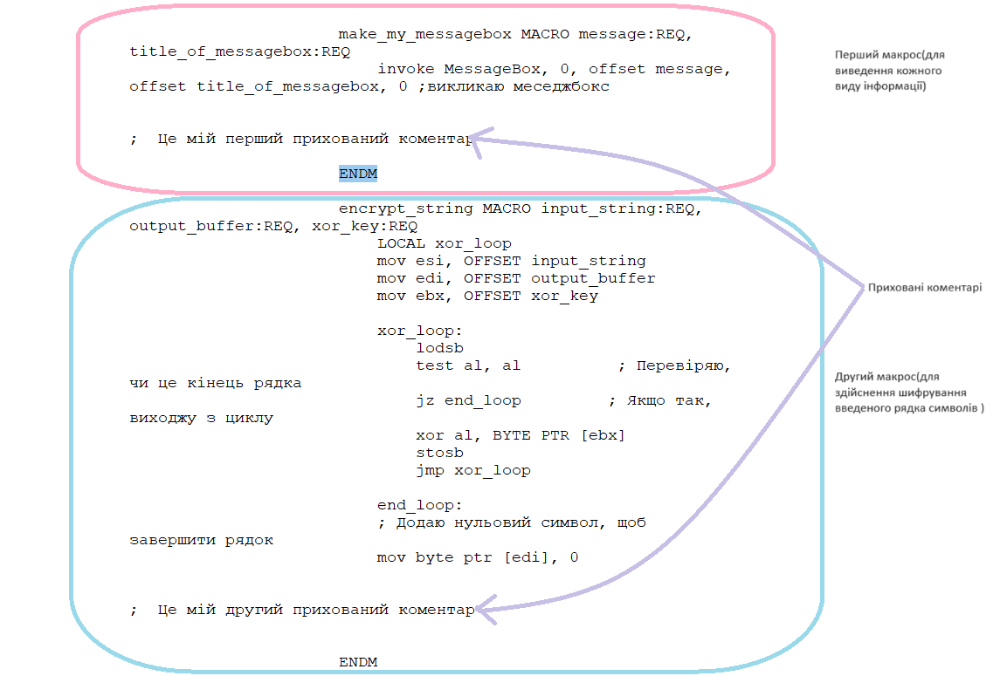 make_my_messagebox MACRO message:REQ,
title_of_messagebox:REQ
invoke MessageBox, 0, offset message,
offset title_of_messagebox, 0 ;викликаю меседжбокс
;  Це мій перший прихований коментар
ENDM
Перший макрос(для
виведення кожного
виду інформації)
encrypt_string MACRO input_string:REQ,
output_buffer:REQ, xor_key:REQ
LOCAL xor_loop
mov esi, OFFSET input_string
mov edi, OFFSET output_buffer
mov ebx, OFFSET xor_key
xor_loop:
lodsb
test al, al          ; Перевіряю,
чи це кінець рядка
jz end_loop         ; Якщо так,
виходжу з циклу
xor al, BYTE PTR [ebx]
stosb
jmp xor_loop
end_loop:
; Додаю нульовий символ, щоб
завершити рядок
mov byte ptr [edi], 0
;  Це мій другий прихований коментар
ENDM
Приховані коментарі
Другий макрос(для
здійснення шифрування
введеного рядка символів )